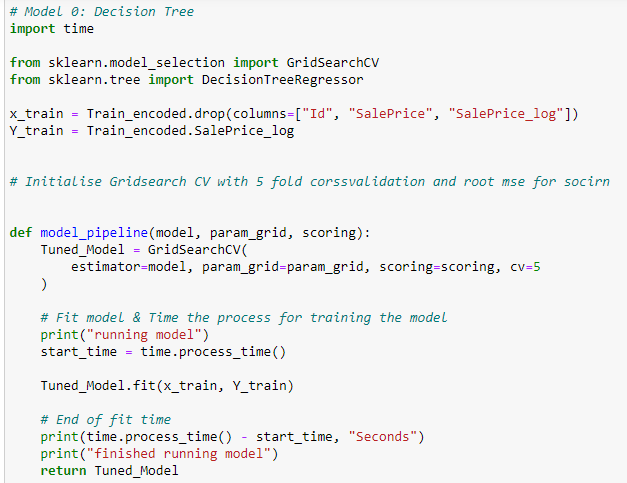 # Model 0: Decision Tree
import time
from sklearn.model_selection import GridSearchCV
from sklearn.tree import DecisionTreeRegressor
x_train = Train_encoded.drop(columns=["Id", "SalePrice", "SalePrice_log"])
Y_train = Train_encoded.SalePrice_log
# Initialise Gridsearch CV with 5 fold corssvalidation and root mse for socirn
def model_pipeline(model, param_grid, scoring):
    Tuned_Model = GridSearchCV(
        estimator=model, param_grid=param_grid, scoring=scoring, cv=5
    )
    # Fit model & Time the process for training the model
    print("running model")
    start_time = time.process_time()
    Tuned_Model.fit(x_train, Y_train)
    # End of fit time
    print(time.process_time() - start_time, "Seconds")
    print("finished running model")
    return Tuned_Model